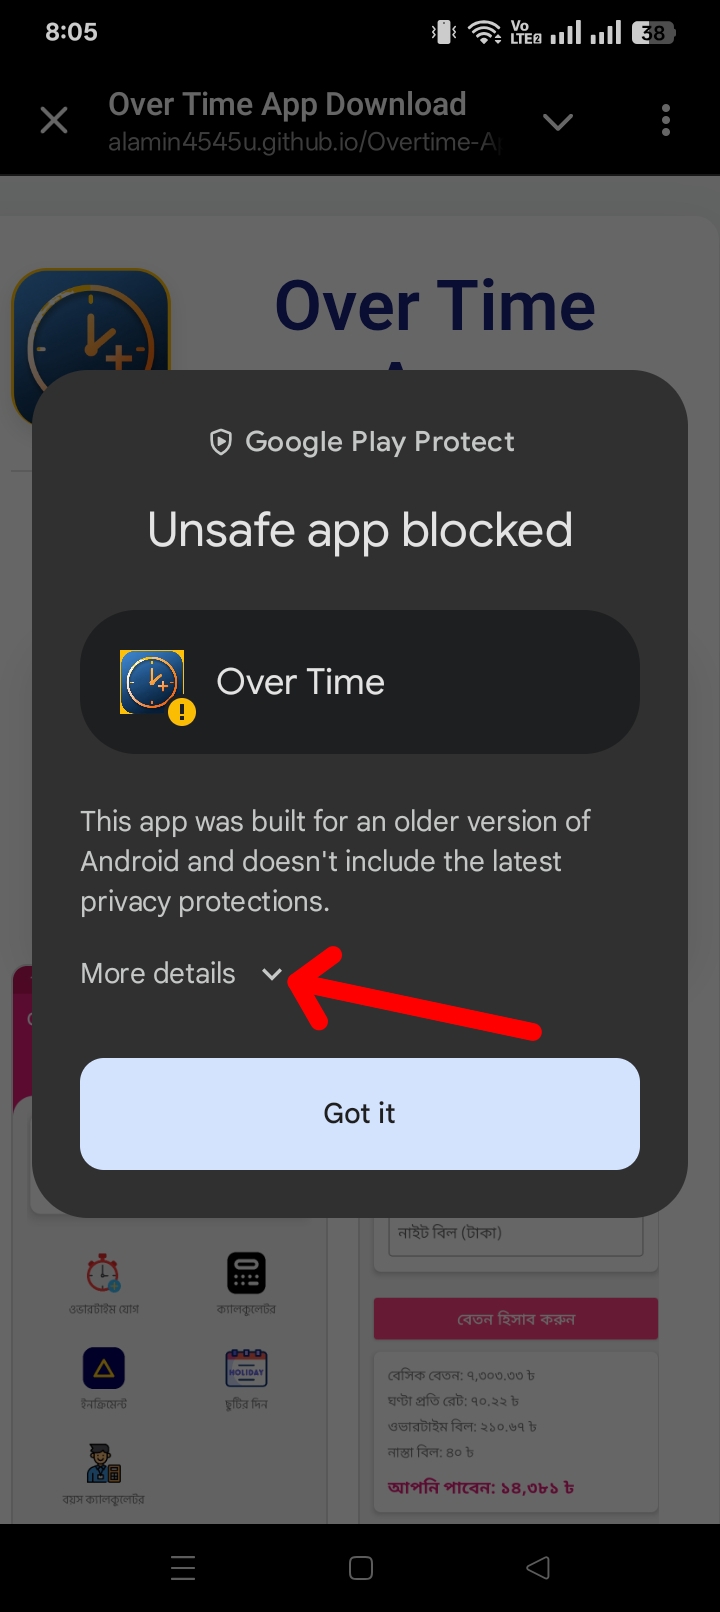 8:05
Vo
LTE2
38
Over Time App Download
alamin4545u.github.io/Overtime-A
Over Time
Google Play Protect
Unsafe app blocked
Over Time
This app was built for an older version of
Android and doesn't include the latest
privacy protections.
More details
Got it
নাইট বিল (টাকা)
ওভারটাইম যোগ
ক্যালকুলেটর
বেতন হিসাব করুন
HOLIDAY
ইনক্রিমেন্ট
ছুটির দিন
বেসিক বেতন: ৭,৩০৩.৩৩ ৳
ঘণ্টা প্রতি রেট: ৭০.২২ ৳
ওভারটাইম বিল: ২১০.৬৭ ৳
নাস্তা বিল: ৪০ ৳
আপনি পাবেন: ১৪,৩৮১ ৳
বয়স ক্যালকুলেটর